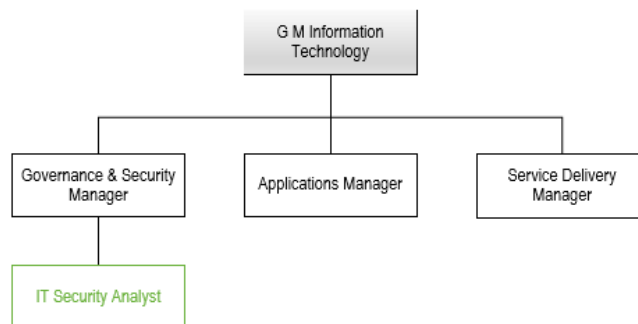 G M Information
Technology
Governance & Security
Manager
Applications Manager
Service Delivery
Manager
IT Security Analyst